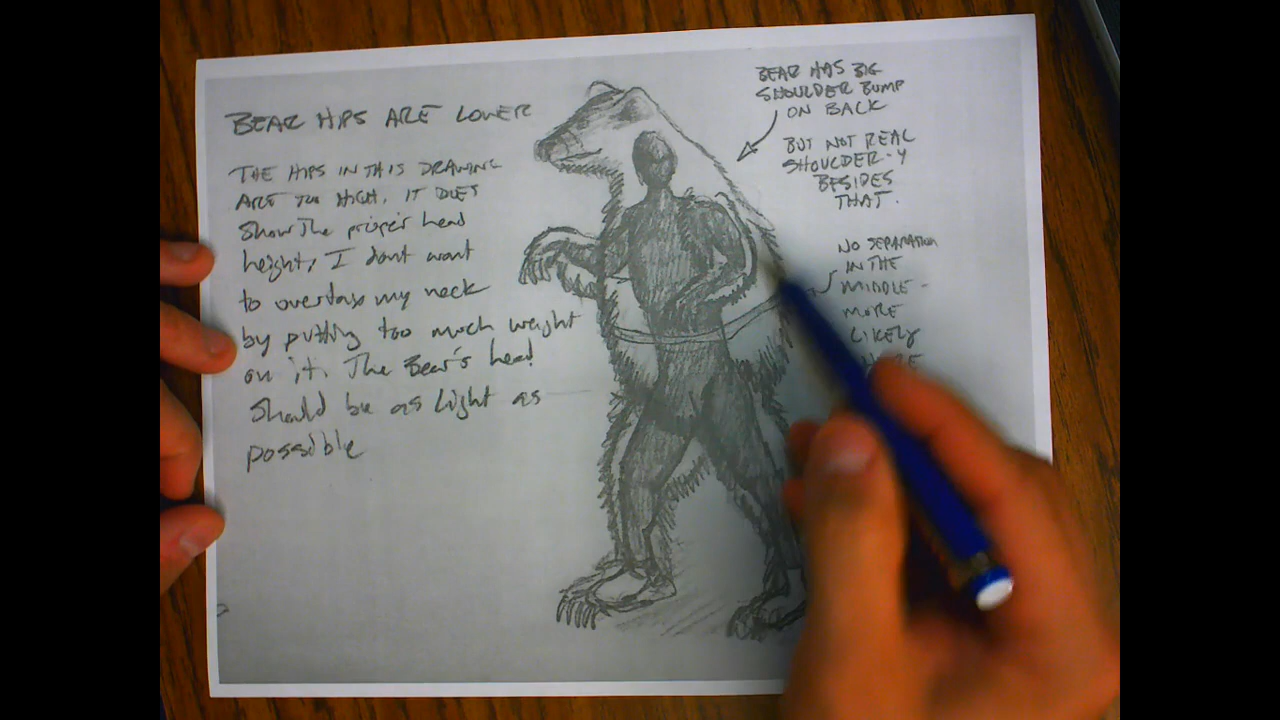 BEAR HIPS ARE LOWER
THE HIPS IN THIS DRAWING
ARE TOO HIGH. IT DOES
Show The proper head
height, I dont want
to overtass my neck
by putting too much weight
on it. The Bear's head
Should be as light as
possible
BEAR HAS BIG
SHOULDER BUMP
ON BACK
BUT NOT REAL
SHOULDER-Y
BESIDES
THAT.
NO SEPARATION
IN THE
MIDDLE -
MORE
LIKELY